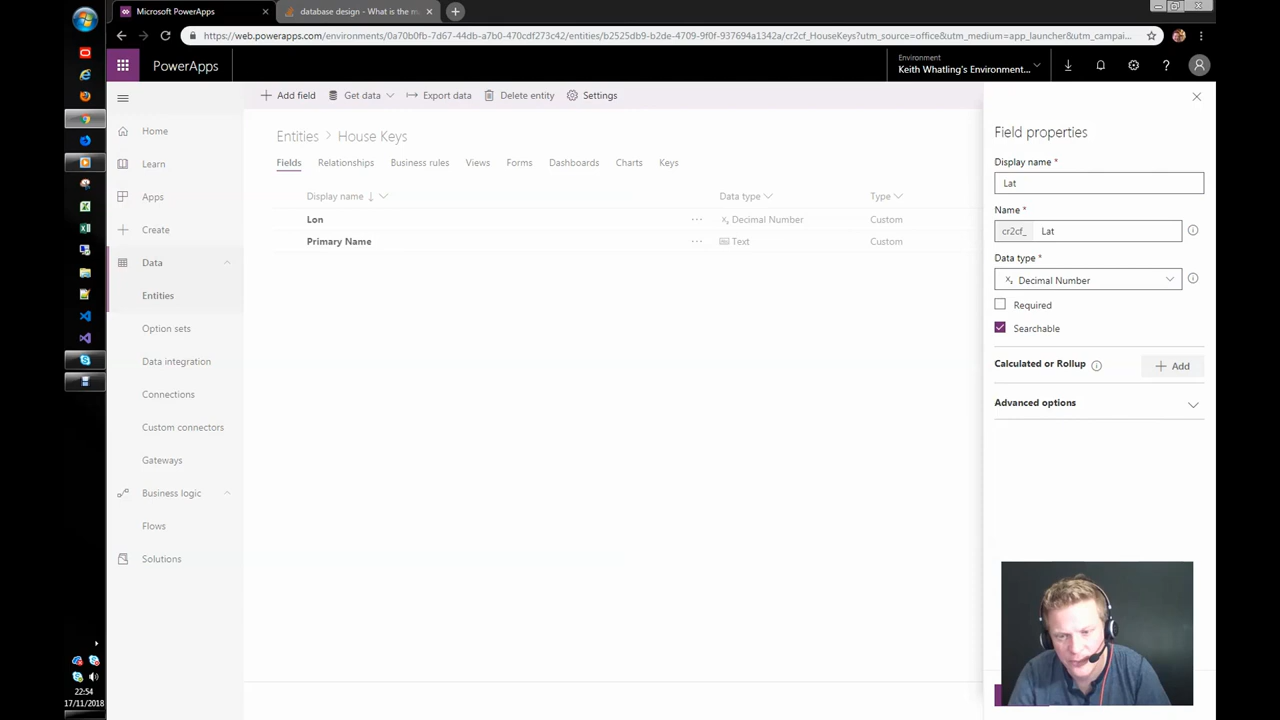 Microsoft PowerApps
database design - What is the m
https://web.powerapps.com/environments/0a70b0fb-7d67-44db-a7b0-470cdf273c42/entities/b2525db9-b2de-4709-9f0f-937694a1342a/cr2cf_HouseKeys?utm_source=office&utm_medium=app_launcher&utm_campai...
PowerApps
Environment
Keith Whatling's Environment...
Home
Learn
Apps
Create
Data
Entities
Option sets
Data integration
Connections
Custom connectors
Gateways
Business logic
Flows
Solutions
Add field
Get data
Export data
Delete entity
Settings
Entities > House Keys
Fields
Relationships
Business rules
Views
Forms
Dashboards
Charts
Keys
Display name
Data type
Type
Lon
Decimal Number
Custom
Primary Name
Text
Custom
Field properties
Display name *
Lat
Name *
cr2cf_
Lat
Data type *
Decimal Number
Required
Searchable
Calculated or Rollup
Add
Advanced options
22:54
17/11/2018